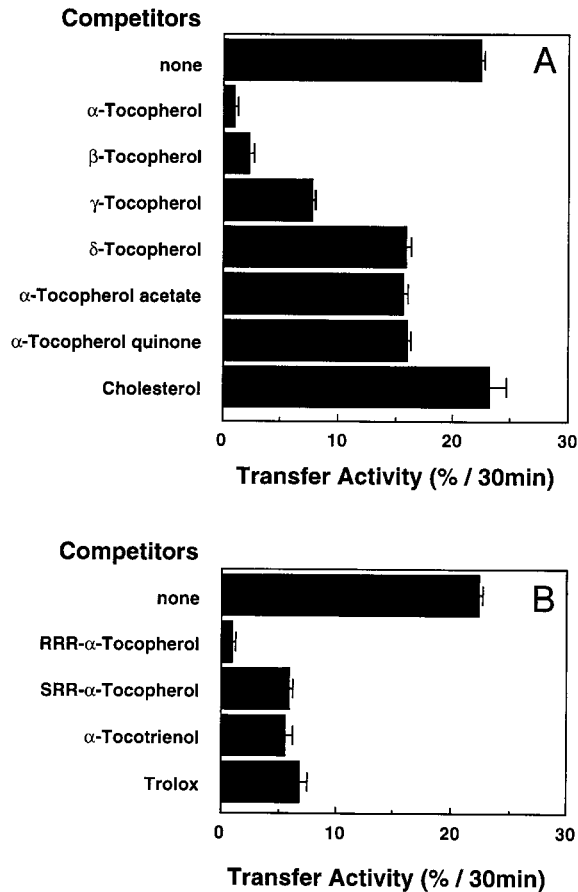 Competitors
A
none
α-Tocopherol
β-Tocopherol
γ-Tocopherol
δ-Tocopherol
α-Tocopherol acetate
α-Tocopherol quinone
Cholesterol
0 10 20 30
Transfer Activity (% / 30min)
Competitors
B
none
RRR-α-Tocopherol
SRR-α-Tocopherol
α-Tocotrienol
Trolox
0 10 20 30
Transfer Activity (% / 30min)